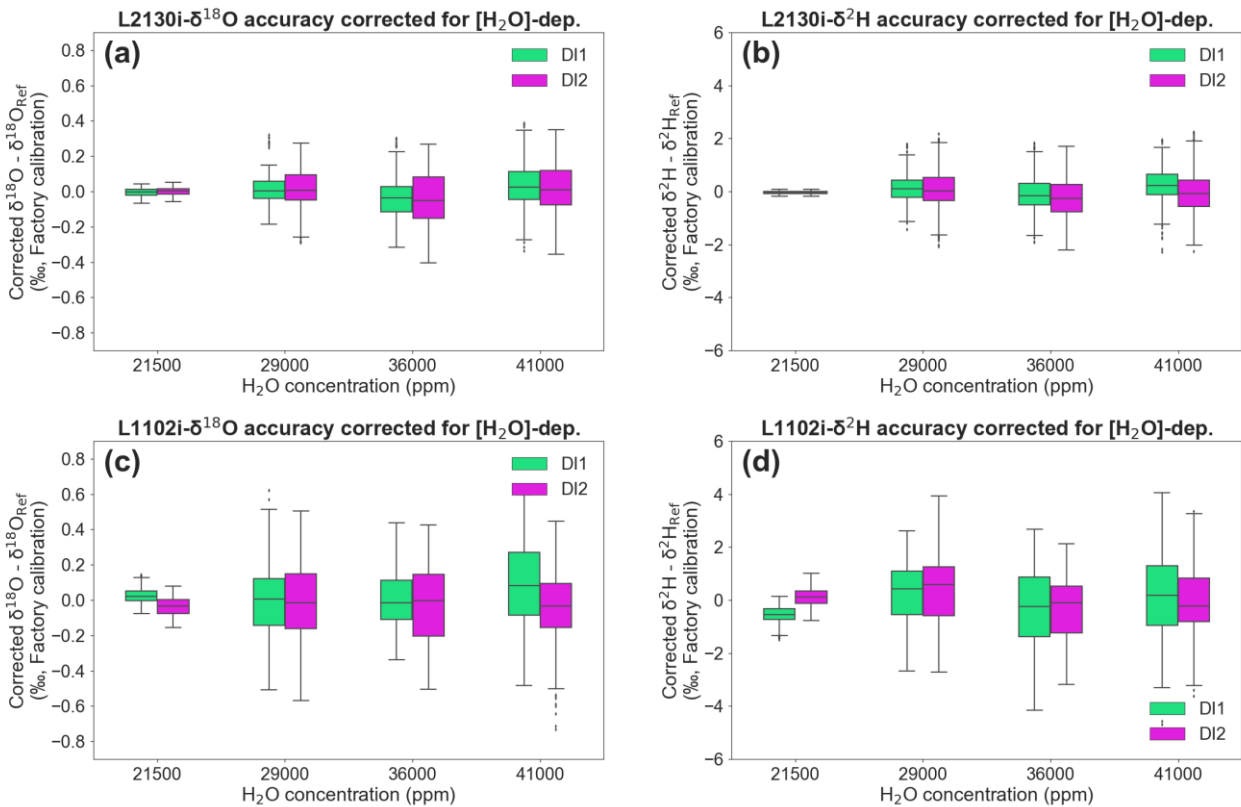 L2130i-δ¹⁸O accuracy corrected for [H₂O]-dep.
(a)
DI1
DI2
Corrected δ¹⁸O - δ¹⁸O_Ref
(‰, Factory calibration)
0.8
0.6
0.4
0.2
0.0
−0.2
−0.4
−0.6
−0.8
21500 29000 36000 41000
H₂O concentration (ppm)
L2130i-δ²H accuracy corrected for [H₂O]-dep.
(b)
DI1
DI2
Corrected δ²H - δ²H_Ref
(‰, Factory calibration)
6
4
2
0
−2
−4
−6
21500 29000 36000 41000
H₂O concentration (ppm)
L1102i-δ¹⁸O accuracy corrected for [H₂O]-dep.
(c)
DI1
DI2
Corrected δ¹⁸O - δ¹⁸O_Ref
(‰, Factory calibration)
0.8
0.6
0.4
0.2
0.0
−0.2
−0.4
−0.6
−0.8
21500 29000 36000 41000
H₂O concentration (ppm)
L1102i-δ²H accuracy corrected for [H₂O]-dep.
(d)
DI1
DI2
Corrected δ²H - δ²H_Ref
(‰, Factory calibration)
6
4
2
0
−2
−4
−6
21500 29000 36000 41000
H₂O concentration (ppm)